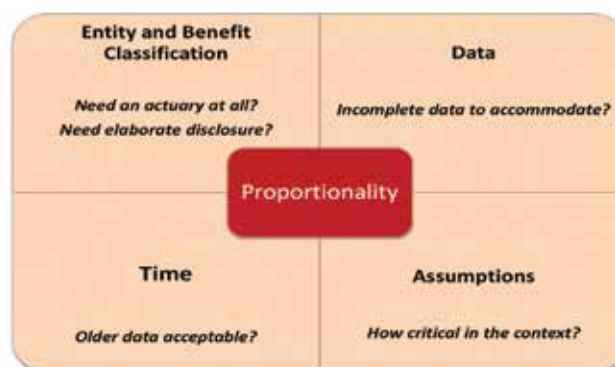 Entity and Benefit
Classification
Need an actuary at all?
Need elaborate disclosure?
Data
Incomplete data to accommodate?
Proportionality
Time
Older data acceptable?
Assumptions
How critical in the context?